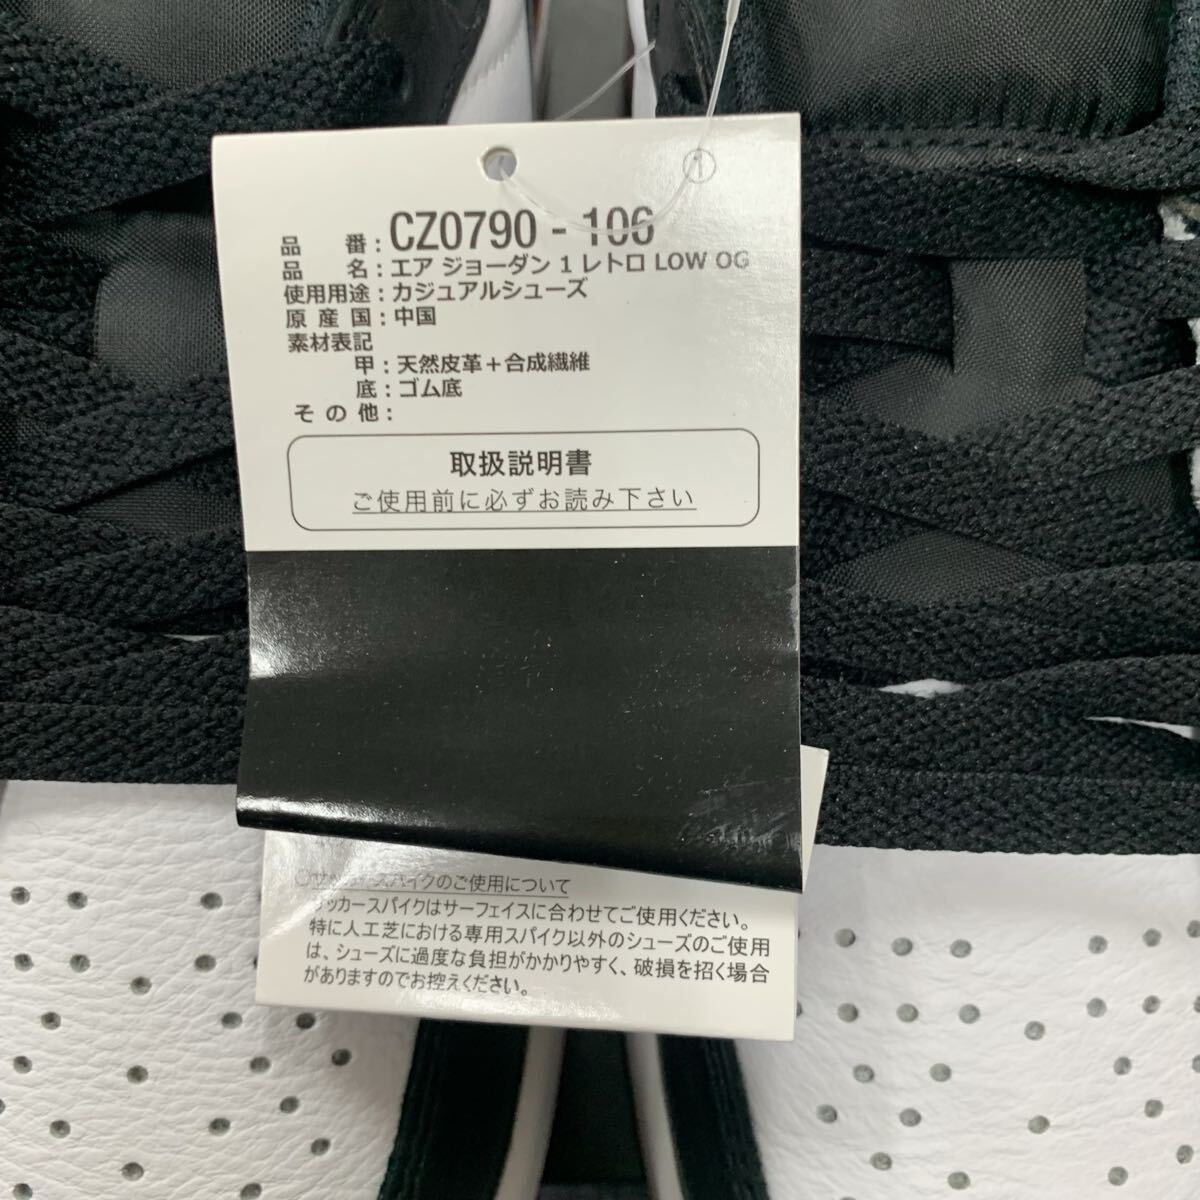 ①
品 番：CZ0790 - 106
品 名：エア ジョーダン 1 レトロ LOW OG
使用用途：カジュアルシューズ
原 産 国：中国
素材表記
甲：天然皮革＋合成繊維
底：ゴム底
そ の 他：
取扱説明書
ご使用前に必ずお読み下さい
○サッカースパイクのご使用について
サッカースパイクはサーフェイスに合わせてご使用ください。
特に人工芝における専用スパイク以外のシューズのご使用
は、シューズに過度な負担がかかりやすく、破損を招く場合
がありますのでお控えください。